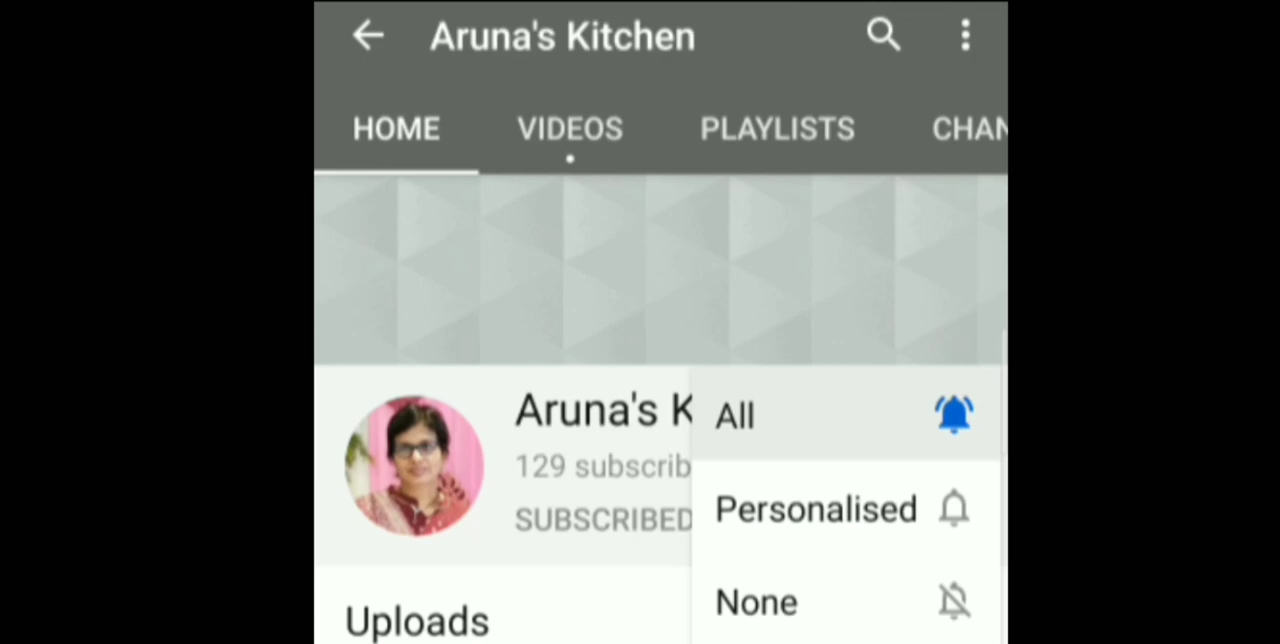 Aruna's Kitchen
HOME VIDEOS PLAYLISTS CHAN
Aruna's K
129 subscrib
SUBSCRIBED
All
Personalised
None
Uploads